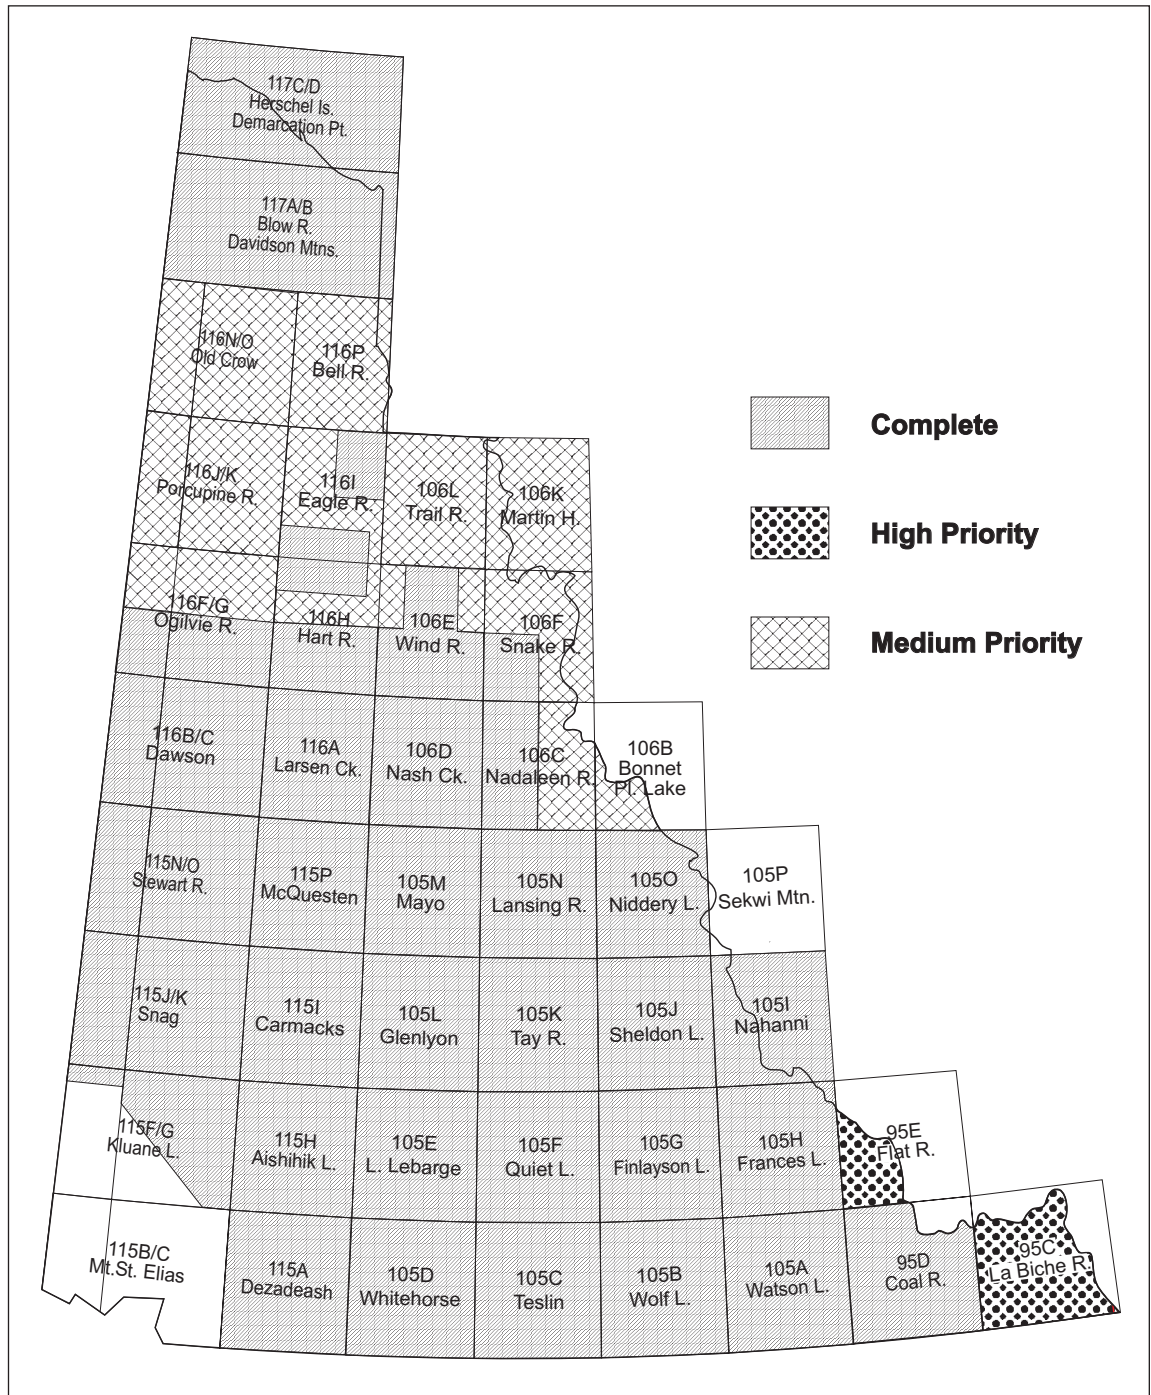 117C/D
Herschel Is.
Demarcation Pt.
117A/B
Blow R.
Davidson Mtns.
116N/O
Old Crow
116P
Bell R.
Complete
High Priority
Medium Priority
116J/K
Porcupine R.
116I
Eagle R.
106L
Trail R.
106K
Martin H.
116F/G
Ogilvie R.
116H
Hart R.
106E
Wind R.
106F
Snake R.
116B/C
Dawson
116A
Larsen Ck.
106D
Nash Ck.
106C
Nadaleen R.
106B
Bonnet
Pl. Lake
115N/O
Stewart R.
115P
McQuesten
105M
Mayo
105N
Lansing R.
105O
Niddery L.
105P
Sekwi Mtn.
115J/K
Snag
115I
Carmacks
105L
Glenlyon
105K
Tay R.
105J
Sheldon L.
105I
Nahanni
115F/G
Kluane L.
115H
Aishihik L.
105E
L. Lebarge
105F
Quiet L.
105G
Finlayson L.
105H
Frances L.
95E
Flat R.
115B/C
Mt.St. Elias
115A
Dezadeash
105D
Whitehorse
105C
Teslin
105B
Wolf L.
105A
Watson L.
95D
Coal R.
95C
La Biche R.